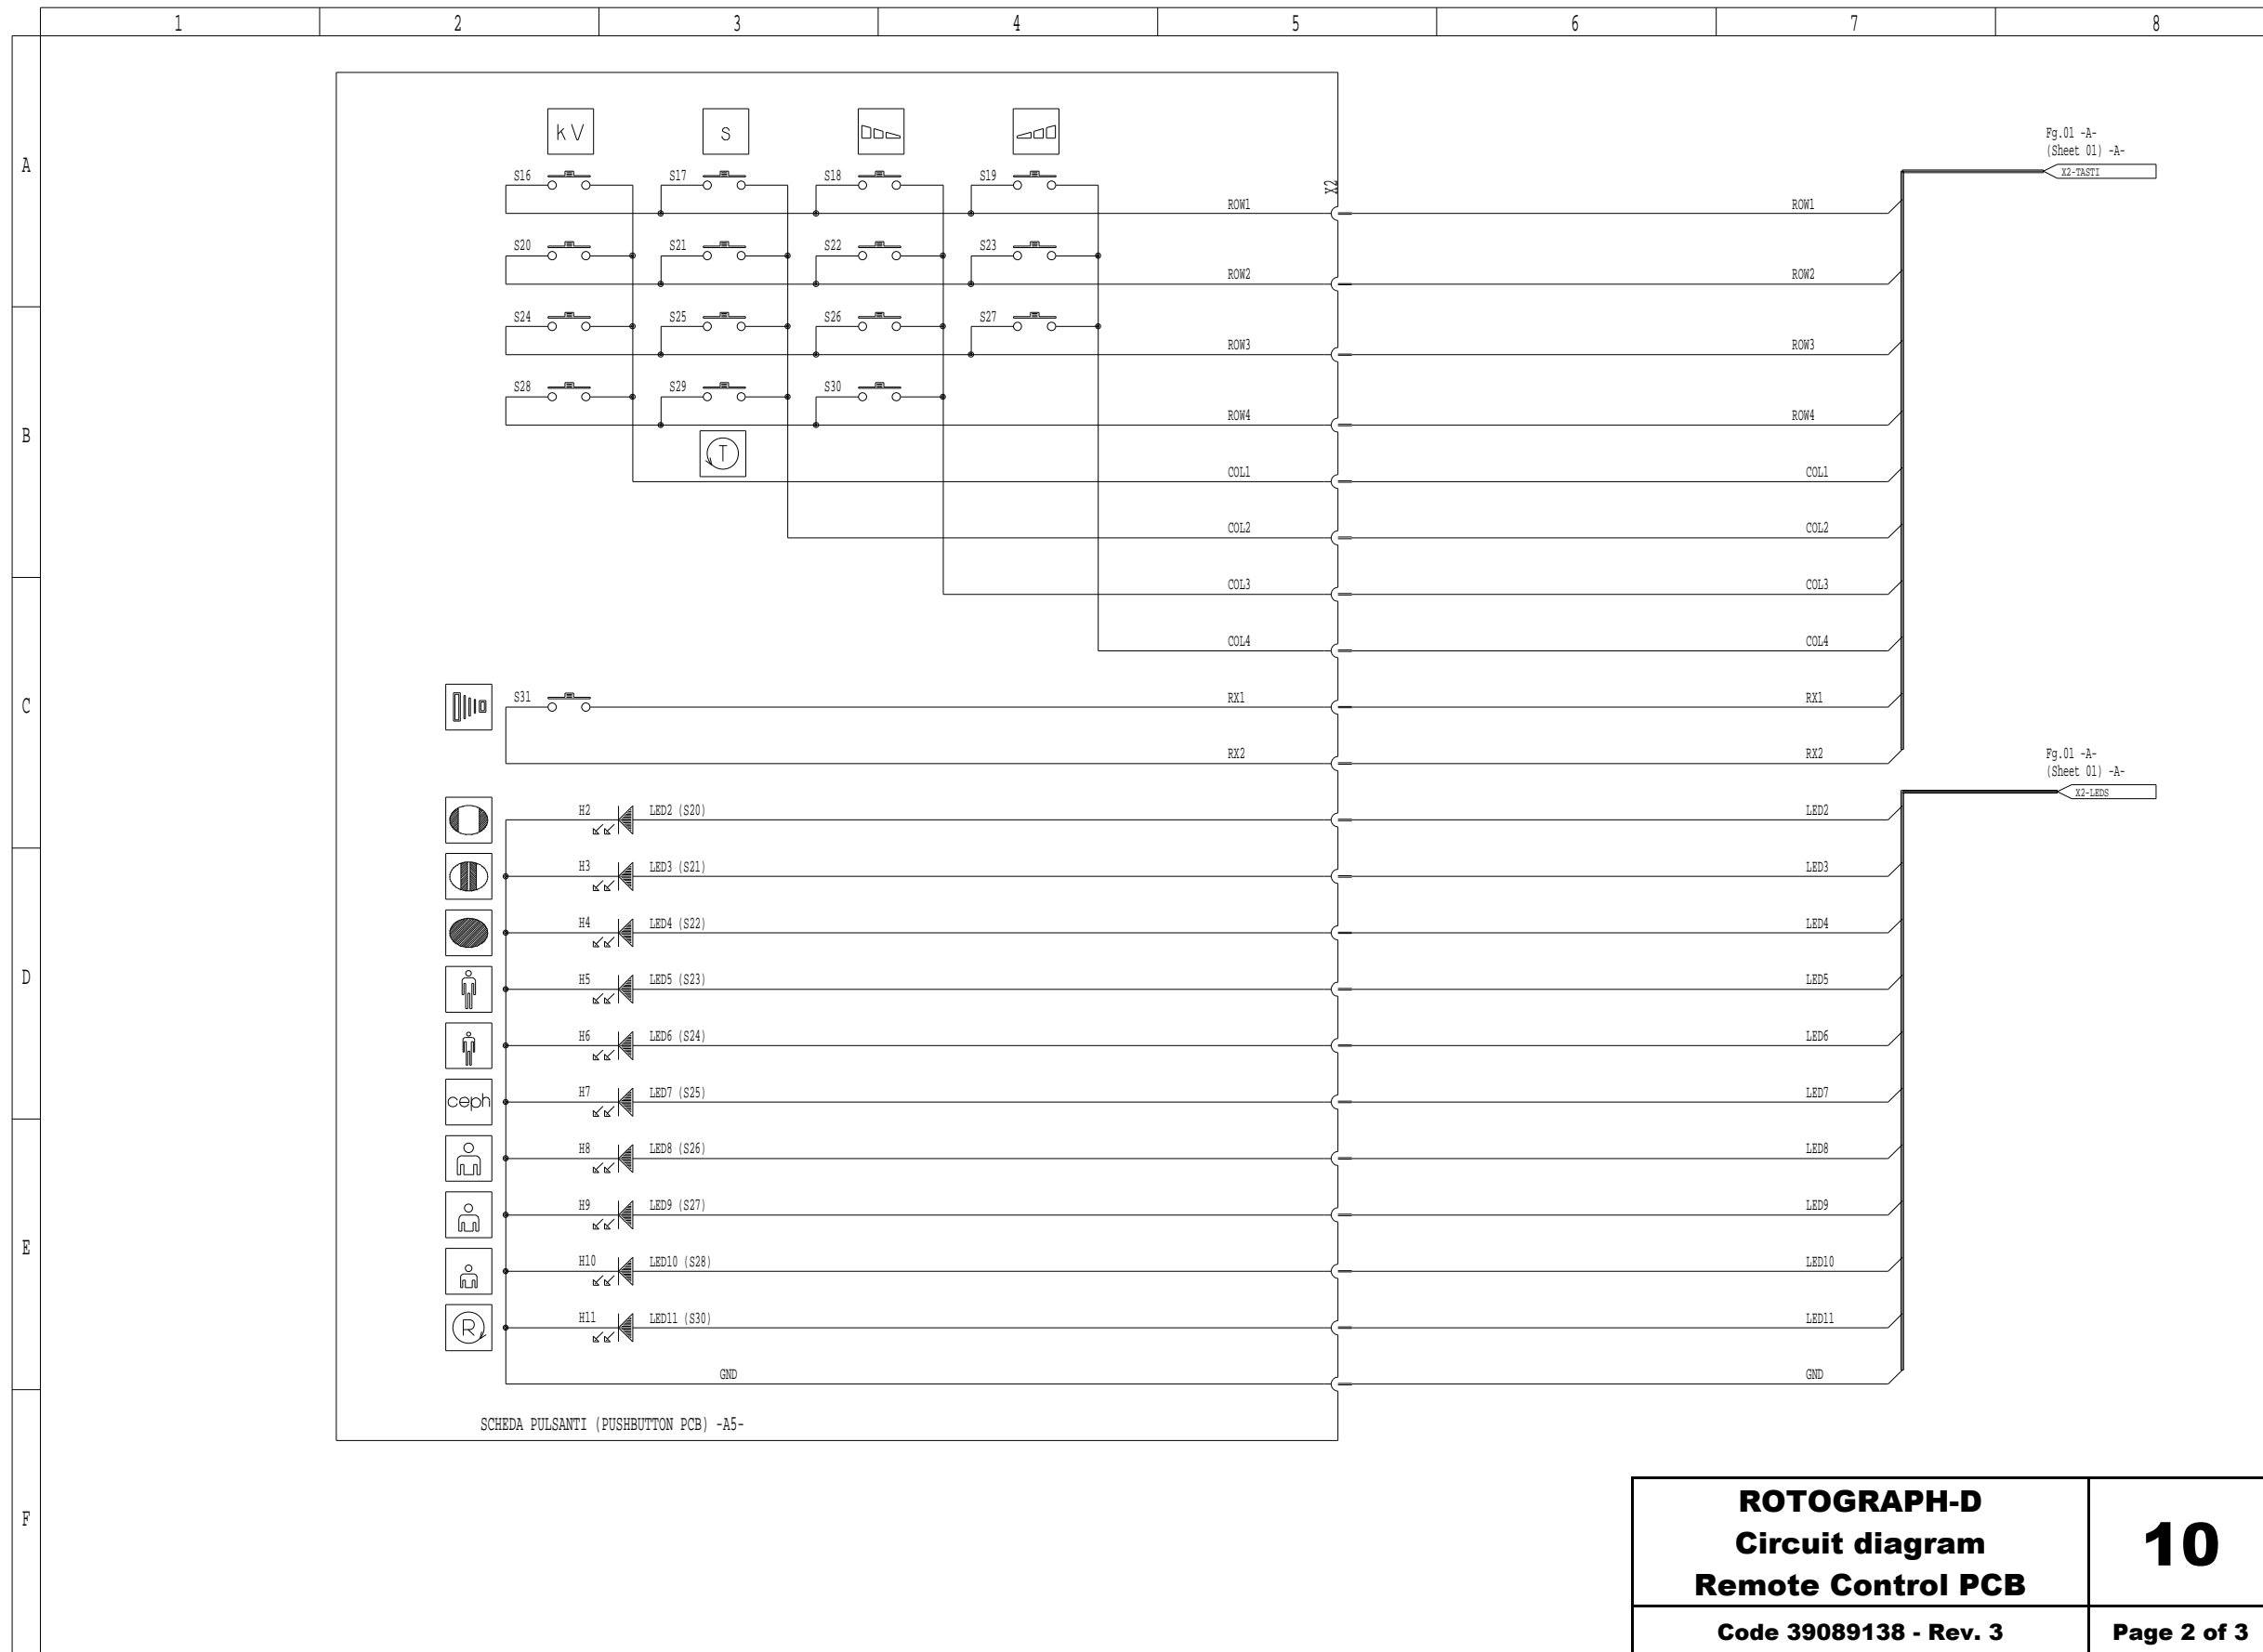 1 2 3 4 5 6 7 8
A
B
C
D
E
F
kV S
Fg.01 -A-
(Sheet 01) -A-
X2-TASTI
X2
S16 S17 S18 S19
ROW1 ROW1
S20 S21 S22 S23
ROW2 ROW2
S24 S25 S26 S27
ROW3 ROW3
S28 S29 S30
ROW4 ROW4
T
COL1 COL1
COL2 COL2
COL3 COL3
COL4 COL4
S31 RX1 RX1
RX2 RX2
Fg.01 -A-
(Sheet 01) -A-
X2-LEDS
H2 LED2 (S20) LED2
H3 LED3 (S21) LED3
H4 LED4 (S22) LED4
H5 LED5 (S23) LED5
H6 LED6 (S24) LED6
ceph H7 LED7 (S25) LED7
H8 LED8 (S26) LED8
H9 LED9 (S27) LED9
H10 LED10 (S28) LED10
R H11 LED11 (S30) LED11
GND GND
SCHEDA PULSANTI (PUSHBUTTON PCB) -A5-
ROTOGRAPH-D
Circuit diagram
Remote Control PCB
10
Code 39089138 - Rev. 3
Page 2 of 3